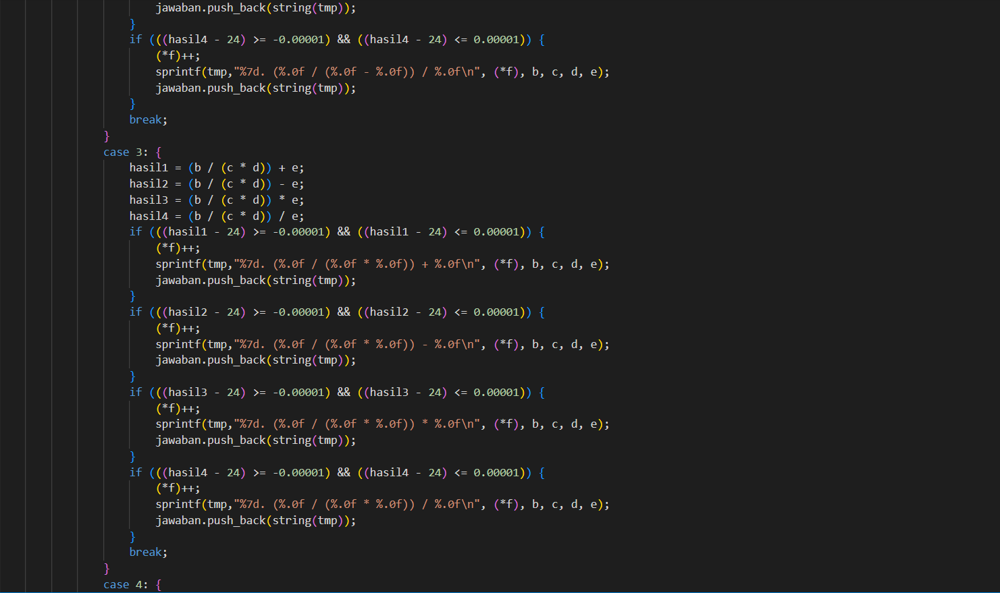 jawaban.push_back(string(tmp));
}
if (((hasil4 - 24) >= -0.00001) && ((hasil4 - 24) <= 0.00001)) {
(*f)++;
sprintf(tmp,"%7d. (%.0f / (%.0f - %.0f)) / %.0f\n", (*f), b, c, d, e);
jawaban.push_back(string(tmp));
}
break;
}
case 3: {
hasil1 = (b / (c * d)) + e;
hasil2 = (b / (c * d)) - e;
hasil3 = (b / (c * d)) * e;
hasil4 = (b / (c * d)) / e;
if (((hasil1 - 24) >= -0.00001) && ((hasil1 - 24) <= 0.00001)) {
(*f)++;
sprintf(tmp,"%7d. (%.0f / (%.0f * %.0f)) + %.0f\n", (*f), b, c, d, e);
jawaban.push_back(string(tmp));
}
if (((hasil2 - 24) >= -0.00001) && ((hasil2 - 24) <= 0.00001)) {
(*f)++;
sprintf(tmp,"%7d. (%.0f / (%.0f * %.0f)) - %.0f\n", (*f), b, c, d, e);
jawaban.push_back(string(tmp));
}
if (((hasil3 - 24) >= -0.00001) && ((hasil3 - 24) <= 0.00001)) {
(*f)++;
sprintf(tmp,"%7d. (%.0f / (%.0f * %.0f)) * %.0f\n", (*f), b, c, d, e);
jawaban.push_back(string(tmp));
}
if (((hasil4 - 24) >= -0.00001) && ((hasil4 - 24) <= 0.00001)) {
(*f)++;
sprintf(tmp,"%7d. (%.0f / (%.0f * %.0f)) / %.0f\n", (*f), b, c, d, e);
jawaban.push_back(string(tmp));
}
break;
}
case 4: {